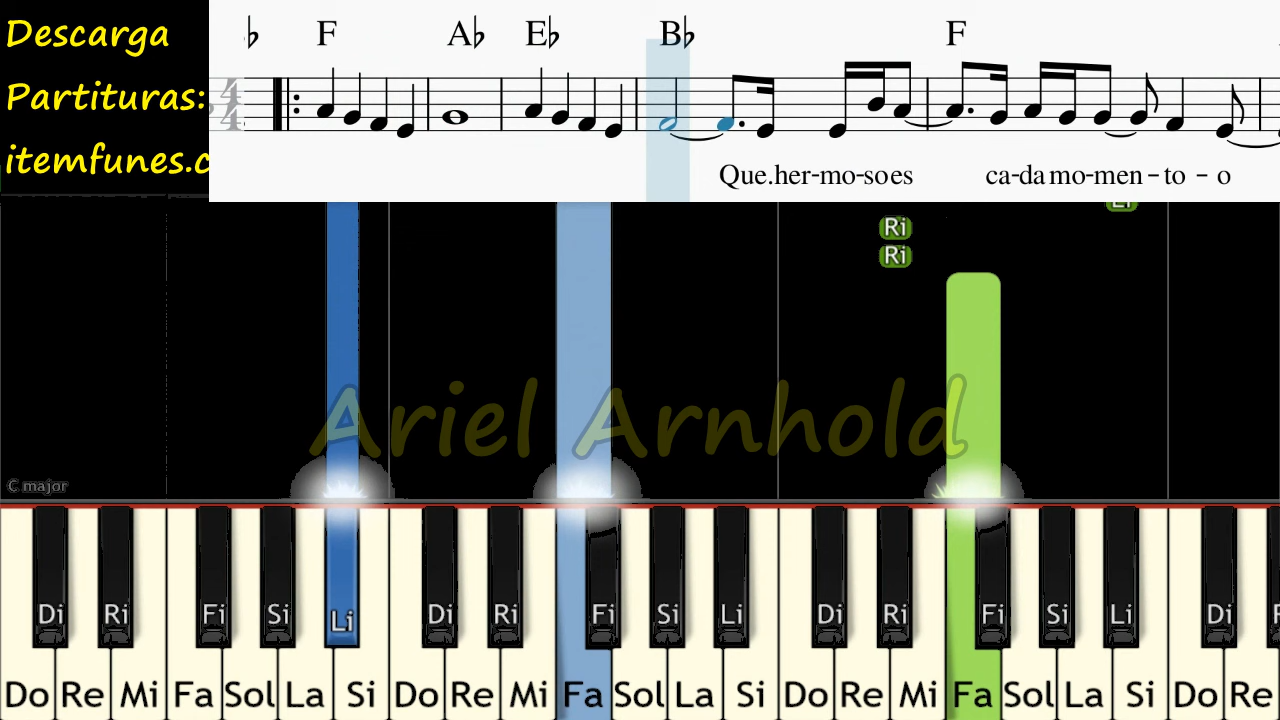 Descarga
Partituras:
itemfunes.c
♭ F A♭ E♭ B♭ F
4
4
Que.her-mo-soes ca-da mo-men-to-o
Ri
Ri
Ariel Arnhold
C major
Di Ri Fi Si Li Di Ri Fi Si Li Di Ri Fi Si Li Di
Do Re Mi Fa Sol La Si Do Re Mi Fa Sol La Si Do Re Mi Fa Sol La Si Do Re